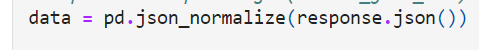 data = pd.json_normalize(response.json())